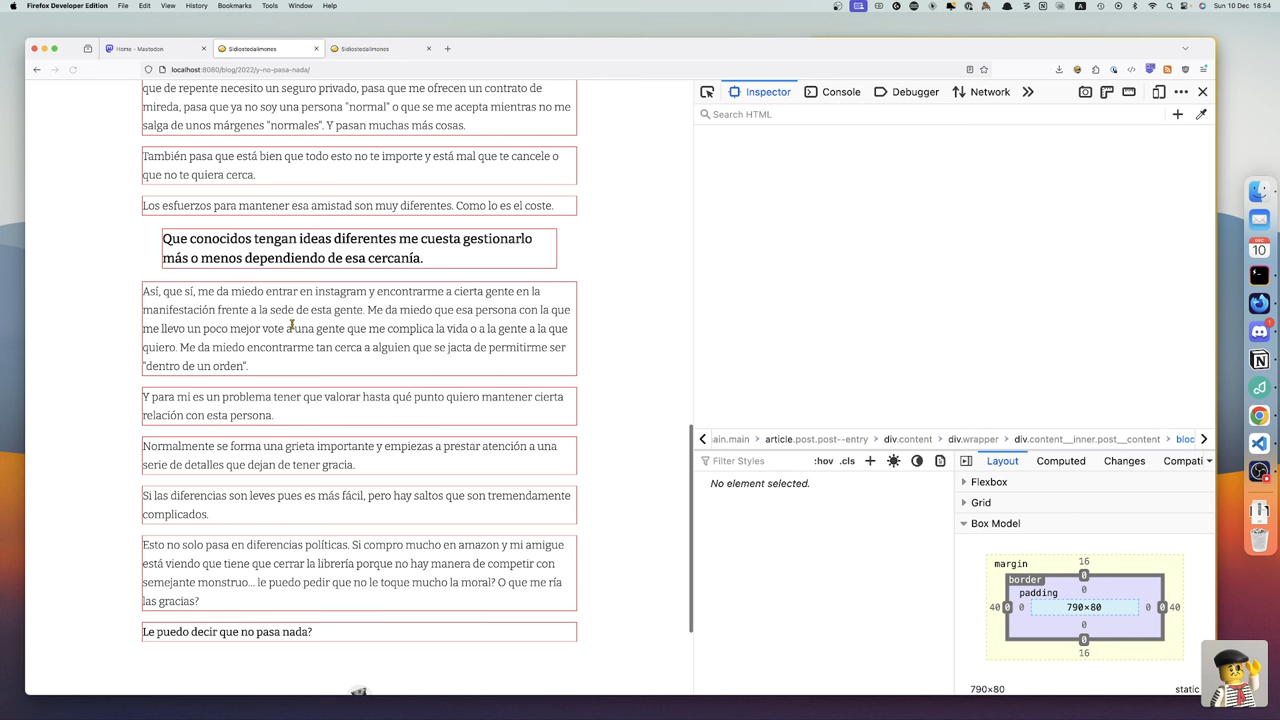 Firefox Developer Edition File Edit View History Bookmarks Tools Window Help
Sun 10 Dec 18:54
Home - Mastodon
Sidiostedalimones
Sidiostedalimones
localhost:8080/blog/2022/y-no-pasa-nada/
que de repente necesito un seguro privado, pasa que me ofrecen un contrato de
mireda, pasa que ya no soy una persona "normal" o que se me acepta mientras no me
salga de unos márgenes "normales". Y pasan muchas más cosas.
También pasa que está bien que todo esto no te importe y está mal que te cancele o
que no te quiera cerca.
Los esfuerzos para mantener esa amistad son muy diferentes. Como lo es el coste.
Que conocidos tengan ideas diferentes me cuesta gestionarlo
más o menos dependiendo de esa cercanía.
Así, que sí, me da miedo entrar en instagram y encontrarme a cierta gente en la
manifestación frente a la sede de esta gente. Me da miedo que esa persona con la que
me llevo un poco mejor vote a una gente que me complica la vida o a la gente a la que
quiero. Me da miedo encontrarme tan cerca a alguien que se jacta de permitirme ser
"dentro de un orden".
Y para mi es un problema tener que valorar hasta qué punto quiero mantener cierta
relación con esta persona.
Normalmente se forma una grieta importante y empiezas a prestar atención a una
serie de detalles que dejan de tener gracia.
Si las diferencias son leves pues es más fácil, pero hay saltos que son tremendamente
complicados.
Esto no solo pasa en diferencias políticas. Si compro mucho en amazon y mi amigue
está viendo que tiene que cerrar la librería porque no hay manera de competir con
semejante monstruo... le puedo pedir que no le toque mucho la moral? O que me ría
las gracias?
Le puedo decir que no pasa nada?
Inspector Console Debugger Network
Search HTML
ain.main article.post.post--entry div.content div.wrapper div.content__inner.post__content bloc
Filter Styles :hov .cls
No element selected.
Layout Computed Changes Compati
Flexbox
Grid
Box Model
margin 16
border 0
padding 0
40 0 0 790×80 0 0 40
0
0
16
790×80 static
DEC
10
1